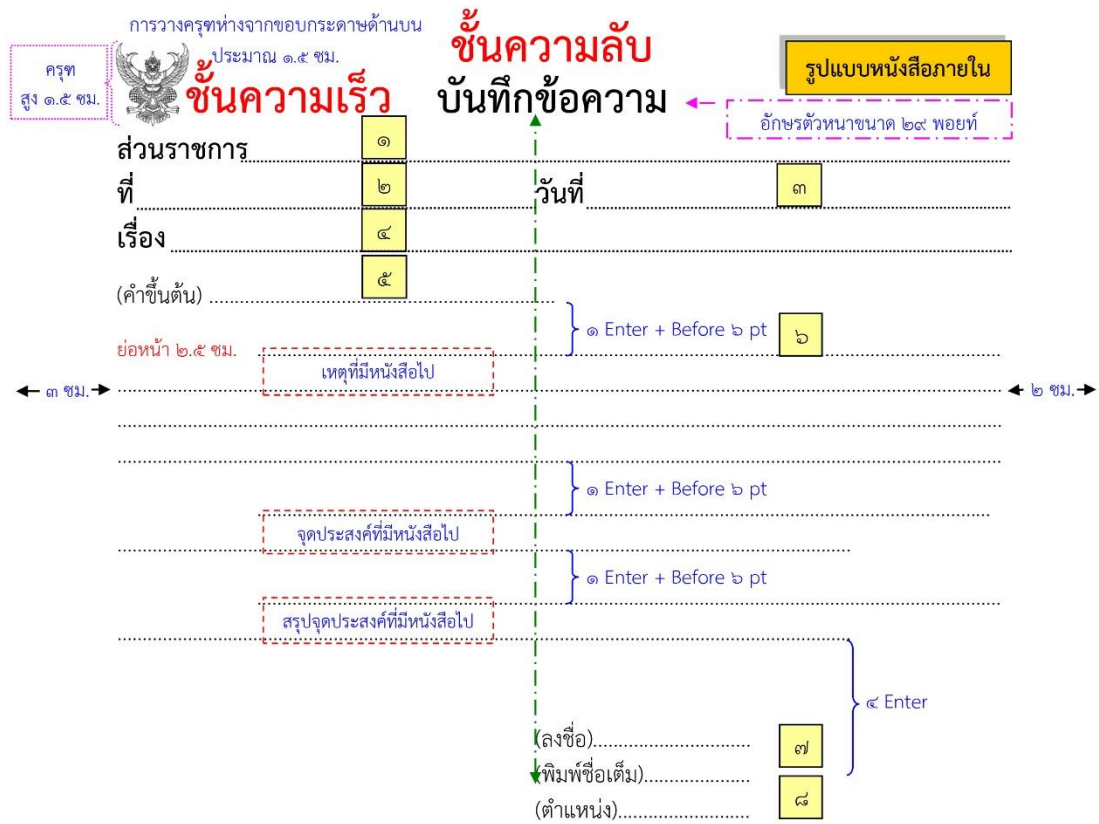 การวางครุฑห่างจากขอบกระดาษด้านบน
ประมาณ ๑.๕ ซม.
ครุฑ
สูง ๑.๕ ซม.
ชั้นความลับ
รูปแบบหนังสือภายใน
ชั้นความเร็ว บันทึกข้อความ
อักษรตัวหนาขนาด ๒๙ พอยท์
ส่วนราชการ ๑
ที่ ๒ วันที่ ๓
เรื่อง ๔
(คำขึ้นต้น) ๕
๑ Enter + Before ๖ pt ๖
ย่อหน้า ๒.๕ ซม.
เหตุที่มีหนังสือไป
๓ ซม. ๒ ซม.
๑ Enter + Before ๖ pt
จุดประสงค์ที่มีหนังสือไป
๑ Enter + Before ๖ pt
สรุปจุดประสงค์ที่มีหนังสือไป
๔ Enter
(ลงชื่อ) ๗
(พิมพ์ชื่อเต็ม)
(ตำแหน่ง) ๘